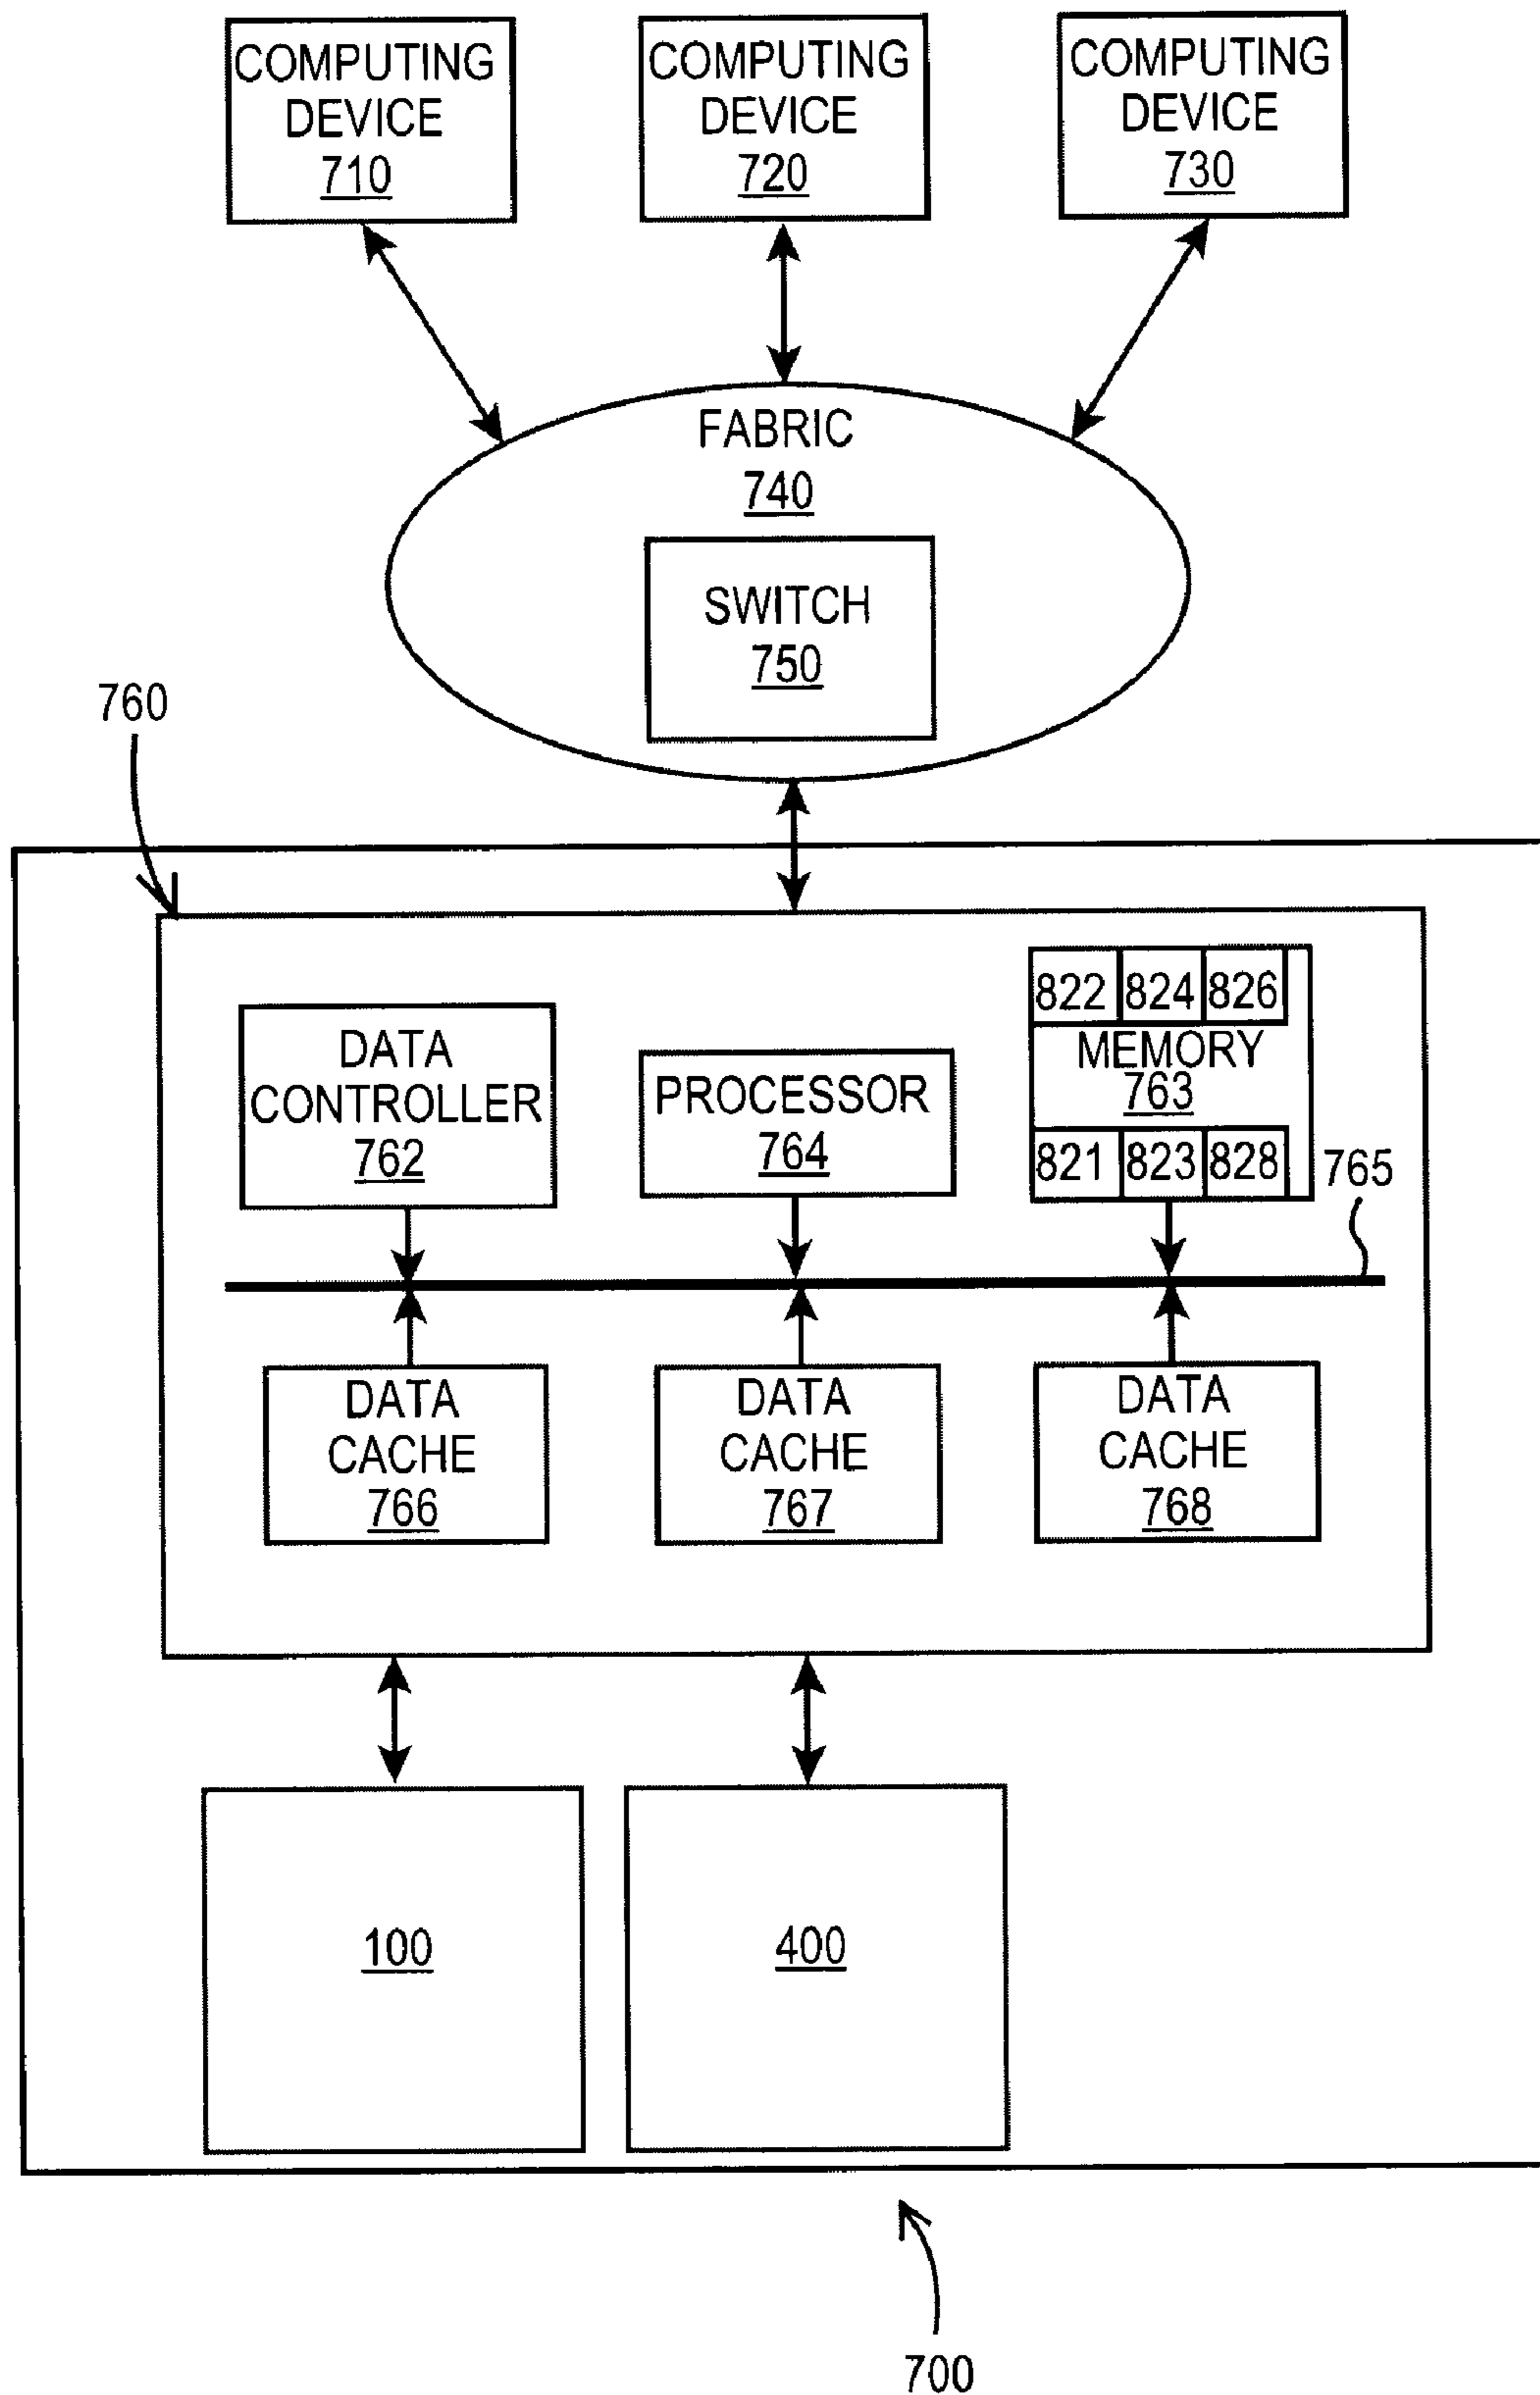 COMPUTING
DEVICE
710
COMPUTING
DEVICE
720
COMPUTING
DEVICE
730
FABRIC
740
SWITCH
750
760
DATA
CONTROLLER
762
PROCESSOR
764
822 824 826
MEMORY
763
821 823 828
765
DATA
CACHE
766
DATA
CACHE
767
DATA
CACHE
768
100
400
700